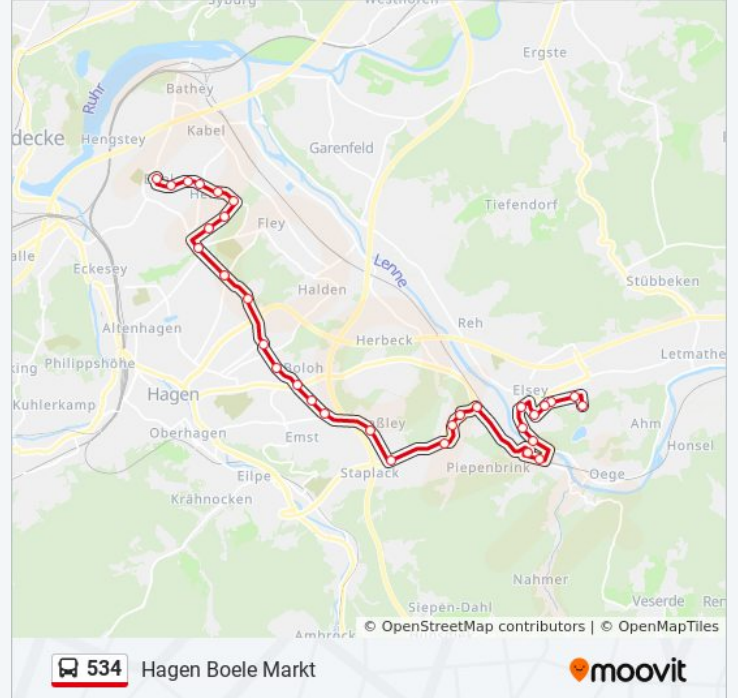 Syburg
Westhofen
Ergste
Ruhr
Bathey
Kabel
decke
Hengstey
Garenfeld
Tiefendorf
Fley
Lenne
alle
Eckesey
Halden
Stübbeken
Altenhagen
Reh
Herbeck
Letmathe
king
Philippshöhe
Boloh
Elsey
Kuhlerkamp
Hagen
Oberhagen
Emst
ßley
Ahm
Honsel
Eilpe
Staplack
Piepenbrink
Oege
Krähnocken
Nahmer
Siepen-Dahl
Veserde
Ren
Ambrock
© OpenStreetMap contributors | © OpenMapTiles
534 Hagen Boele Markt
moovit